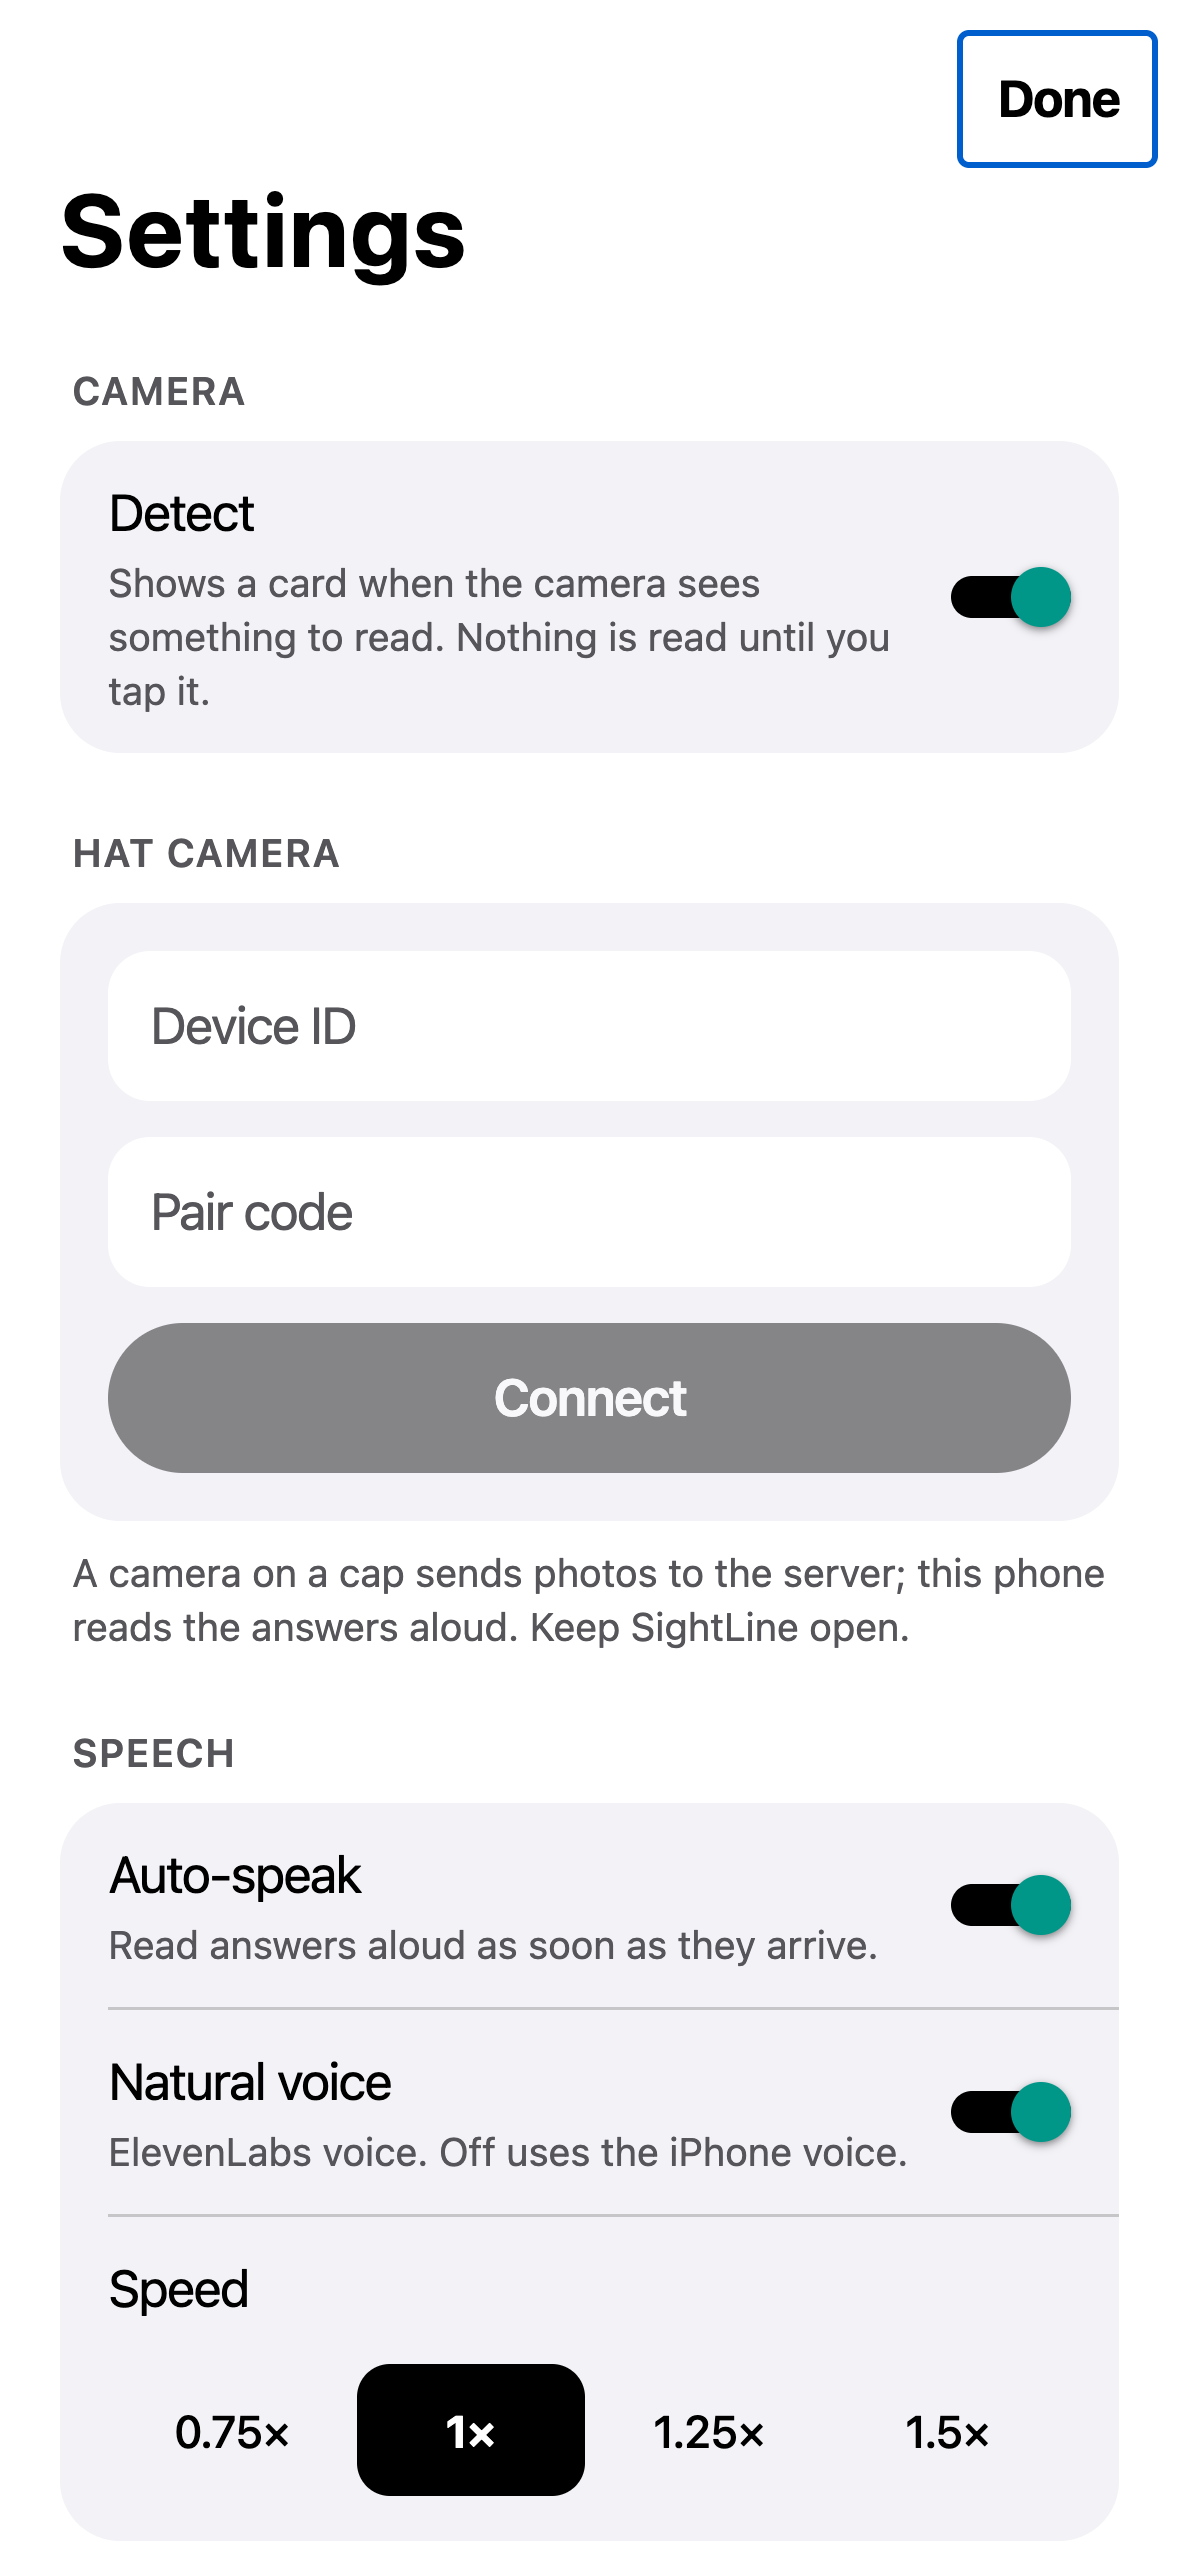 Done
Settings
CAMERA
Detect
Shows a card when the camera sees
something to read. Nothing is read until you
tap it.
HAT CAMERA
Device ID
Pair code
Connect
A camera on a cap sends photos to the server; this phone
reads the answers aloud. Keep SightLine open.
SPEECH
Auto-speak
Read answers aloud as soon as they arrive.
Natural voice
ElevenLabs voice. Off uses the iPhone voice.
Speed
0.75× 1× 1.25× 1.5×